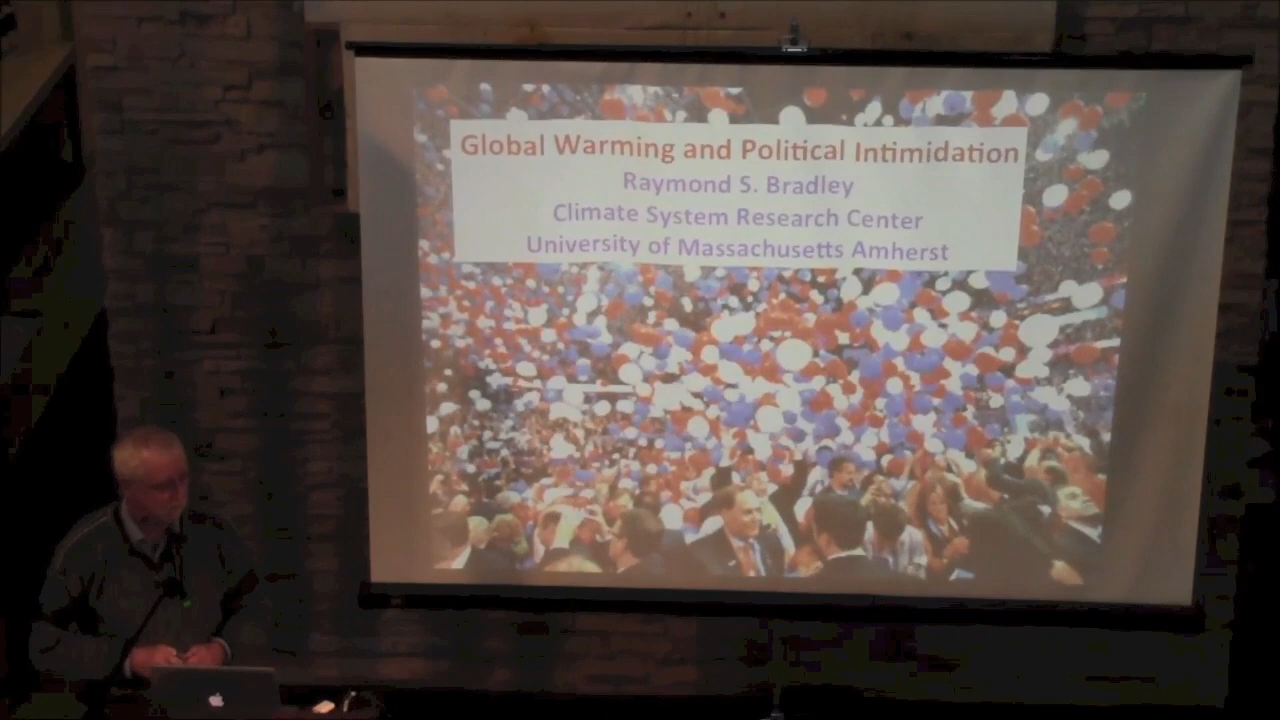 Global Warming and Political Intimidation
Raymond S. Bradley
Climate System Research Center
University of Massachusetts Amherst